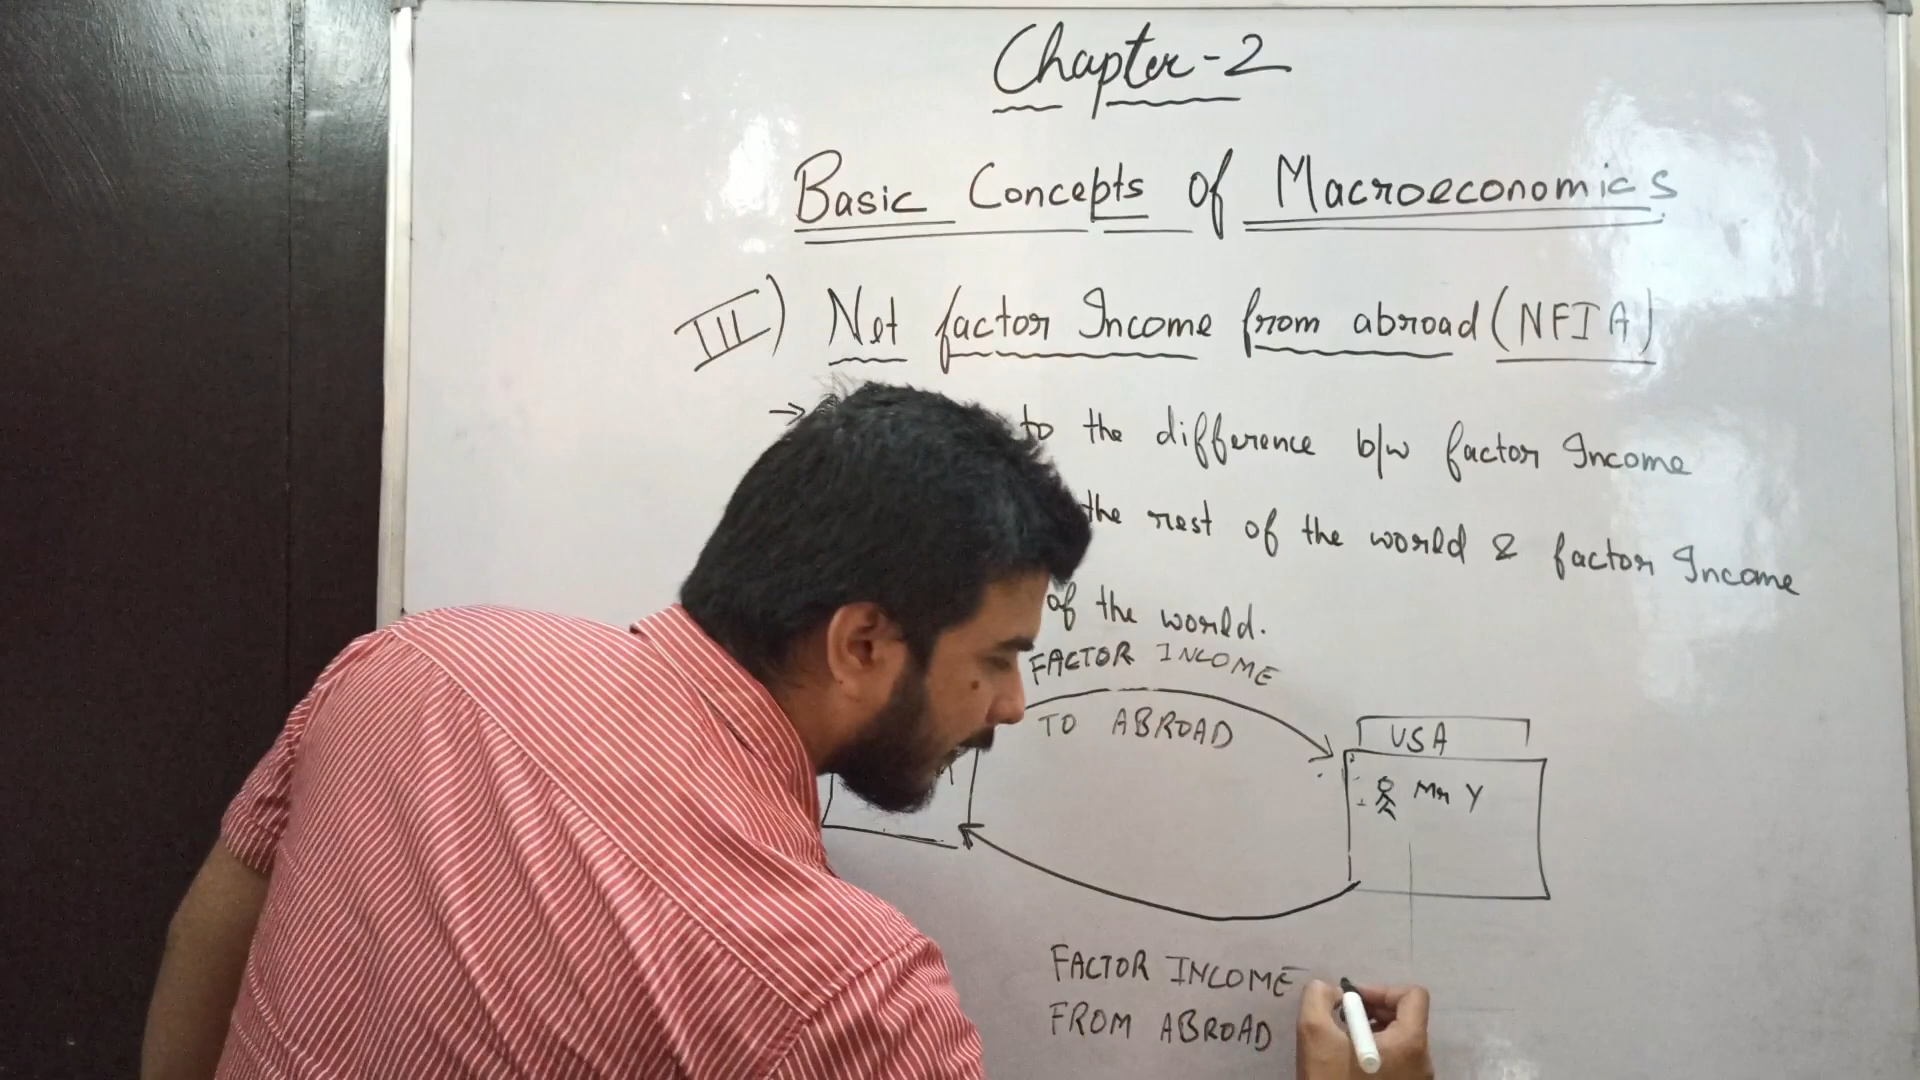 Chapter-2
Basic Concepts of Macroeconomics
III) Net factor Income from abroad (NFIA)
→ to the difference b/w factor Income
the rest of the world & factor Income
of the world.
FACTOR INCOME
TO ABROAD
USA
Mr Y
FACTOR INCOME
FROM ABROAD